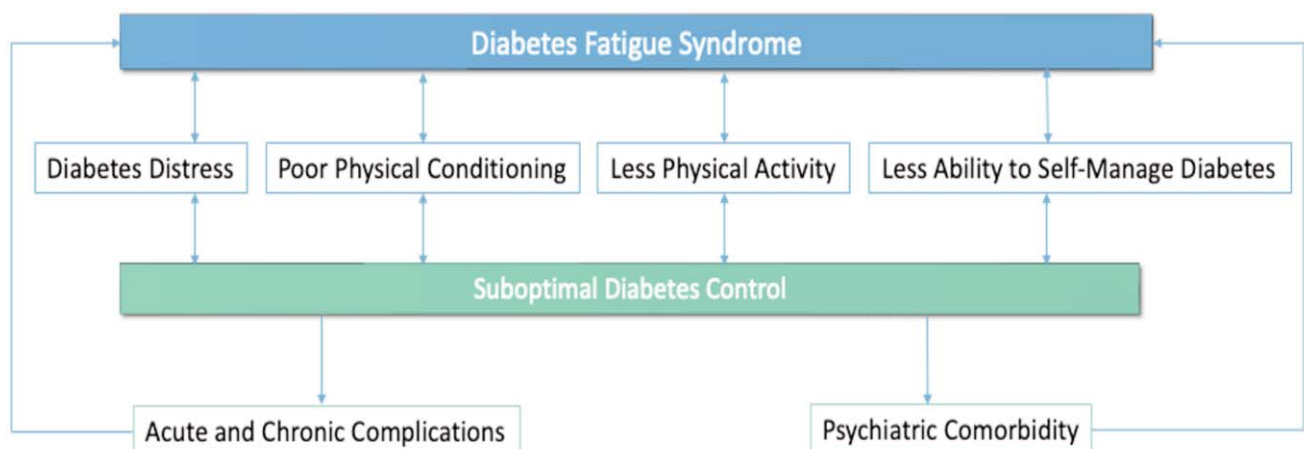 Diabetes Fatigue Syndrome
Diabetes Distress
Poor Physical Conditioning
Less Physical Activity
Less Ability to Self-Manage Diabetes
Suboptimal Diabetes Control
Acute and Chronic Complications
Psychiatric Comorbidity